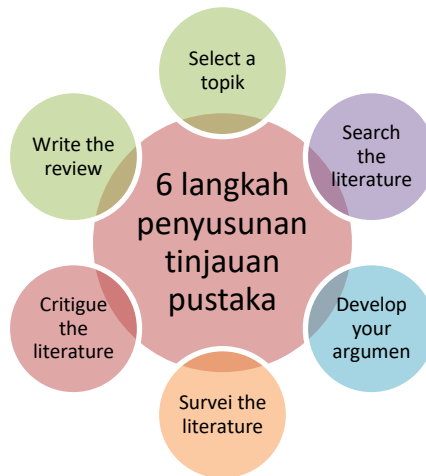 Select a
topik
Search
the
literature
Develop
your
argumen
Survei the
literature
Critigue
the
literature
Write the
review
6 langkah
penyusunan
tinjauan
pustaka